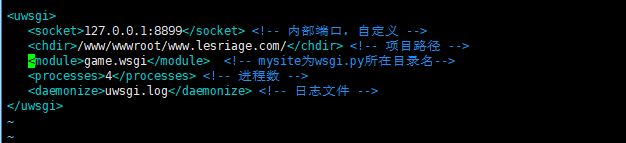 <uwsgi>
<socket>127.0.0.1:8899</socket> <!-- 内部端口, 自定义 -->
<chdir>/www/wwwroot/www.lesriage.com/</chdir> <!-- 项目路径 -->
<module>game.wsgi</module> <!-- mysite为wsgi.py所在目录名-->
<processes>4</processes> <!-- 进程数 -->
<daemonize>uwsgi.log</daemonize> <!-- 日志文件 -->
</uwsgi>
~
~